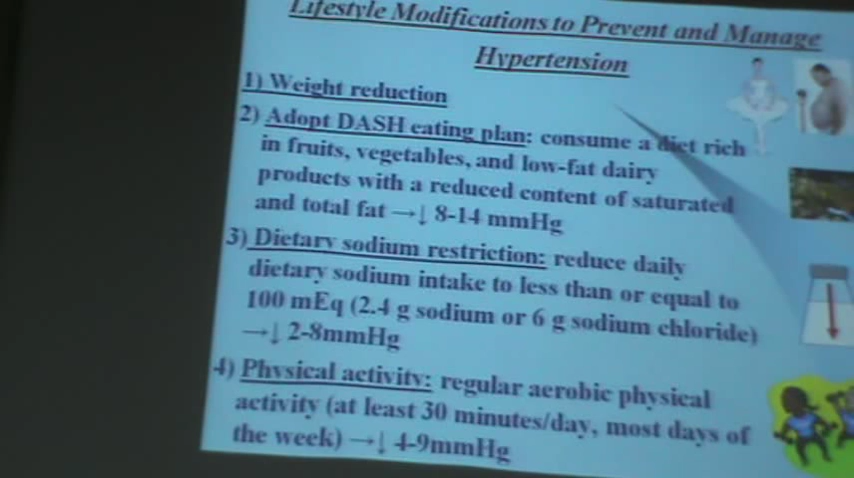 Lifestyle Modifications to Prevent and Manage
Hypertension
1) Weight reduction
2) Adopt DASH eating plan: consume a diet rich
in fruits, vegetables, and low-fat dairy
products with a reduced content of saturated
and total fat →↓ 8-14 mmHg
3) Dietary sodium restriction: reduce daily
dietary sodium intake to less than or equal to
100 mEq (2.4 g sodium or 6 g sodium chloride)
→↓ 2-8mmHg
4) Physical activity: regular aerobic physical
activity (at least 30 minutes/day, most days of
the week) →↓ 4-9mmHg